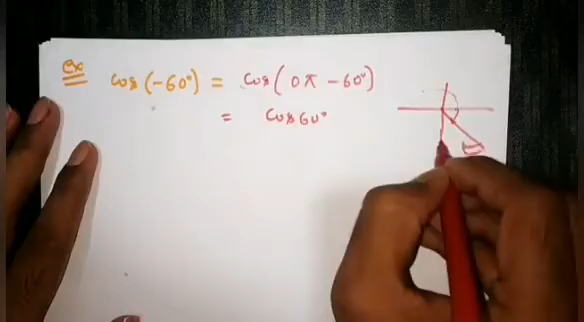 Ex
cos (-60°) = cos ( 0π - 60°)
= cos 60°